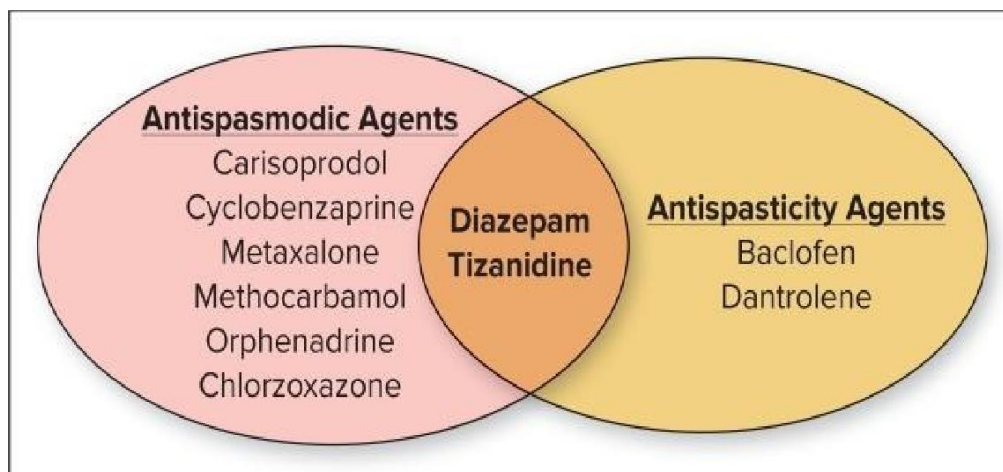 Antispasmodic Agents
Carisoprodol
Cyclobenzaprine
Metaxalone
Methocarbamol
Orphenadrine
Chlorzoxazone
Diazepam
Tizanidine
Antispasticity Agents
Baclofen
Dantrolene